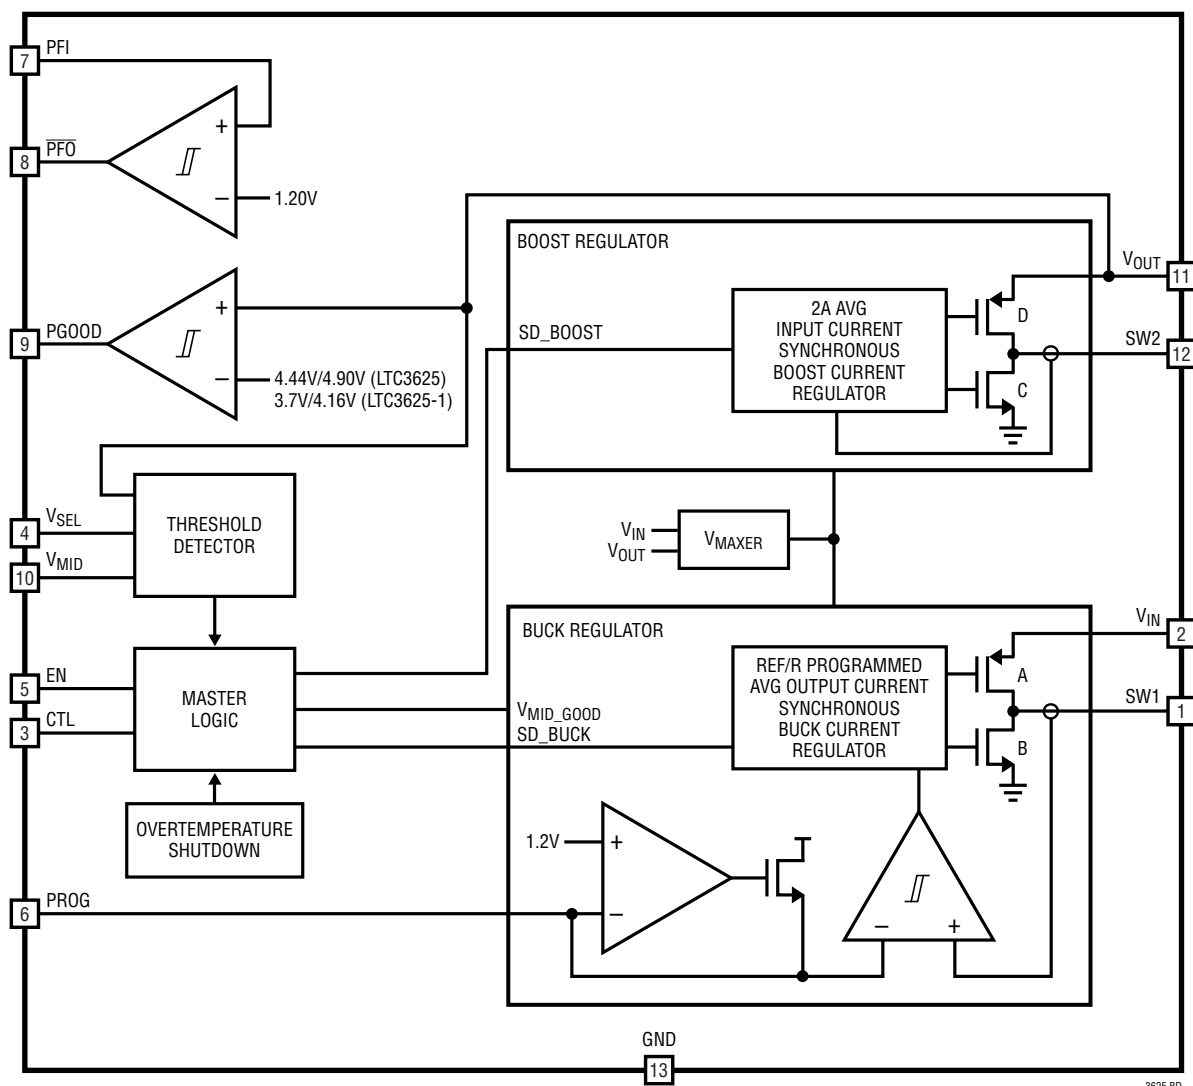 7 PFI
8 PFO
+
−
1.20V
9 PGOOD
+
−
4.44V/4.90V (LTC3625)
3.7V/4.16V (LTC3625-1)
4 VSEL
10 VMID
THRESHOLD
DETECTOR
5 EN
3 CTL
MASTER
LOGIC
OVERTEMPERATURE
SHUTDOWN
6 PROG
BOOST REGULATOR
SD_BOOST
2A AVG
INPUT CURRENT
SYNCHRONOUS
BOOST CURRENT
REGULATOR
D
C
VOUT 11
SW2 12
VIN
VOUT
VMAXER
BUCK REGULATOR
VMID_GOOD
SD_BUCK
REF/R PROGRAMMED
AVG OUTPUT CURRENT
SYNCHRONOUS
BUCK CURRENT
REGULATOR
A
B
VIN 2
SW1 1
1.2V
+
−
−
+
GND
13
3625 BD